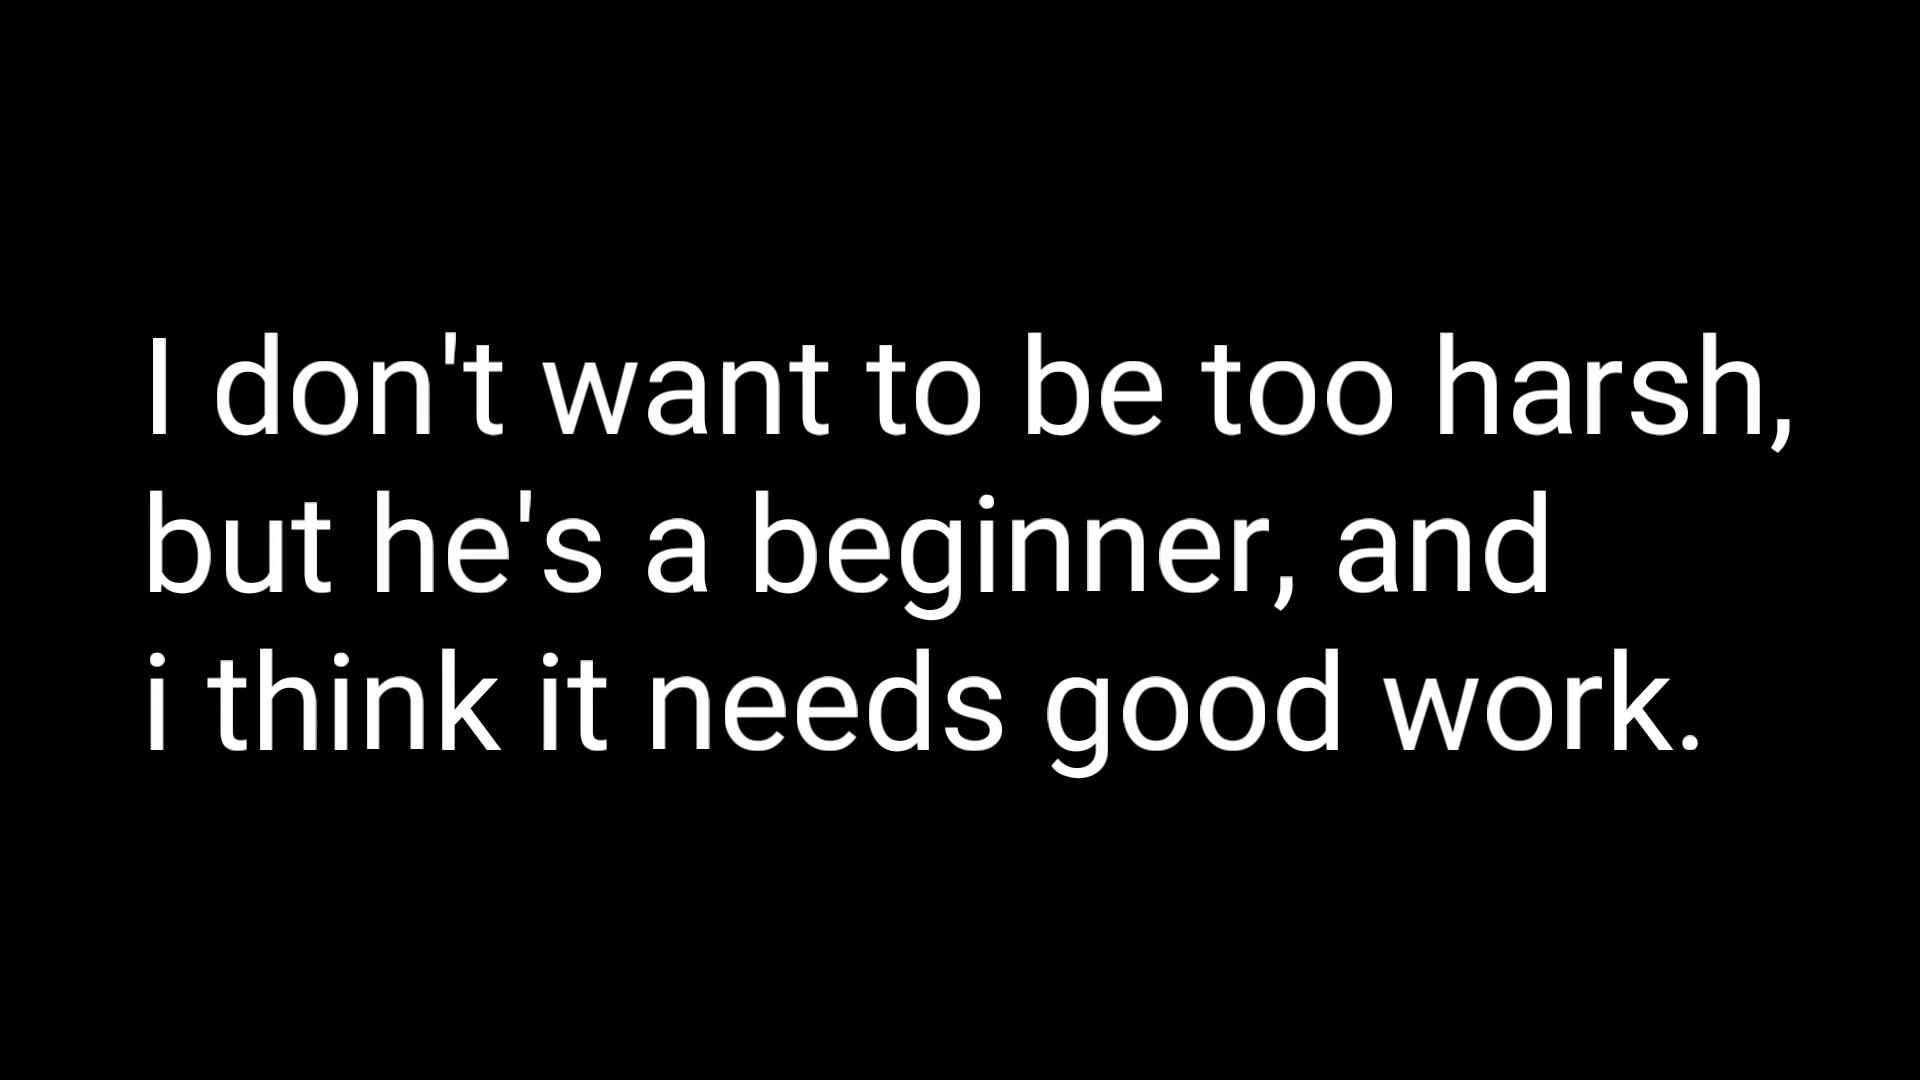 I don't want to be too harsh,
but he's a beginner, and
i think it needs good work.